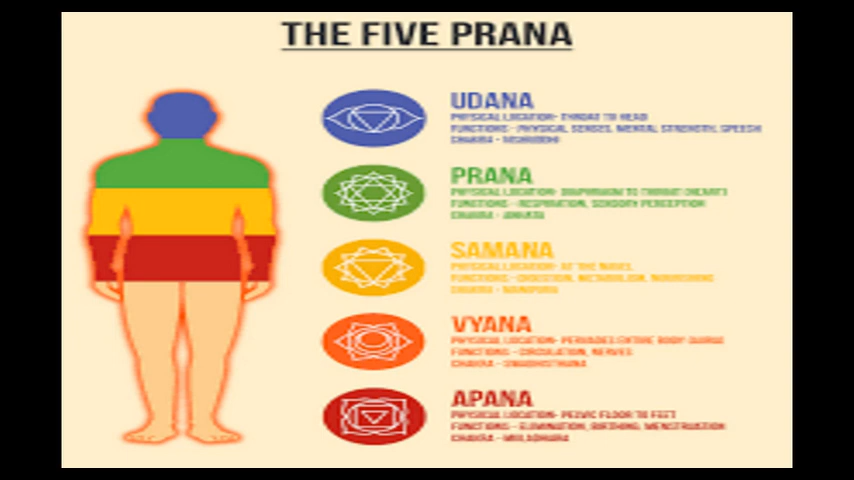 THE FIVE PRANA
UDANA
PHYSICAL LOCATION- THROAT TO HEAD
FUNCTIONS - PHYSICAL SENSES, MENTAL STRENGTH, SPEECH
CHAKRA - VISHUDDHI
PRANA
PHYSICAL LOCATION- DIAPHRAGM TO THROAT (HEART)
FUNCTIONS - RESPIRATION, SENSORY PERCEPTION
CHAKRA -
SAMANA
PHYSICAL LOCATION- AT THE NAVEL
FUNCTIONS - DIGESTION, METABOLISM,
CHAKRA - MANIPURA
VYANA
PHYSICAL LOCATION- PERVADES ENTIRE BODY (AURAS)
FUNCTIONS - CIRCULATION, NERVES
CHAKRA - SWADHISTHANA
APANA
PHYSICAL LOCATION- PELVIC FLOOR TO FEET
FUNCTIONS - ELIMINATION, BIRTHING, MENSTRUATION
CHAKRA - MULADHARA